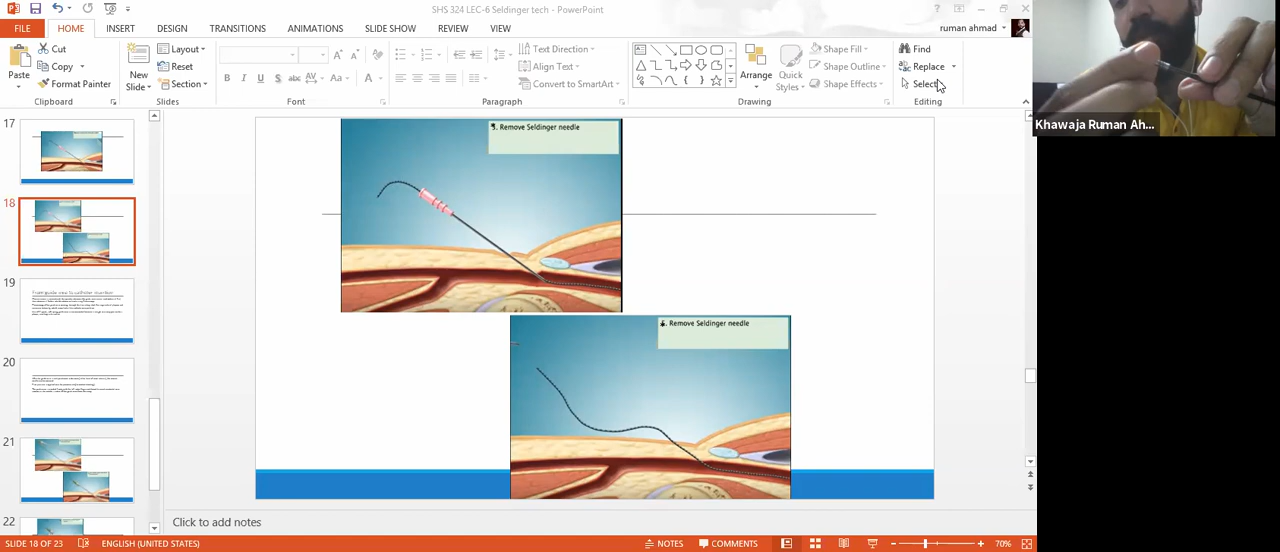 SHS 324 LEC-6 Seldinger tech - PowerPoint
FILE HOME INSERT DESIGN TRANSITIONS ANIMATIONS SLIDE SHOW REVIEW VIEW ruman ahmad
Paste
Cut
Copy
Format Painter
Clipboard
New Slide
Layout
Reset
Section
Slides
Font
Text Direction
Align Text
Convert to SmartArt
Paragraph
Arrange
Quick Styles
Shape Fill
Shape Outline
Shape Effects
Drawing
Find
Replace
Select
Editing
Khawaja Ruman Ah...
17
18
19
20
21
22
Remove Seldinger needle
Remove Seldinger needle
Click to add notes
SLIDE 18 OF 23 ENGLISH (UNITED STATES) NOTES COMMENTS 70%